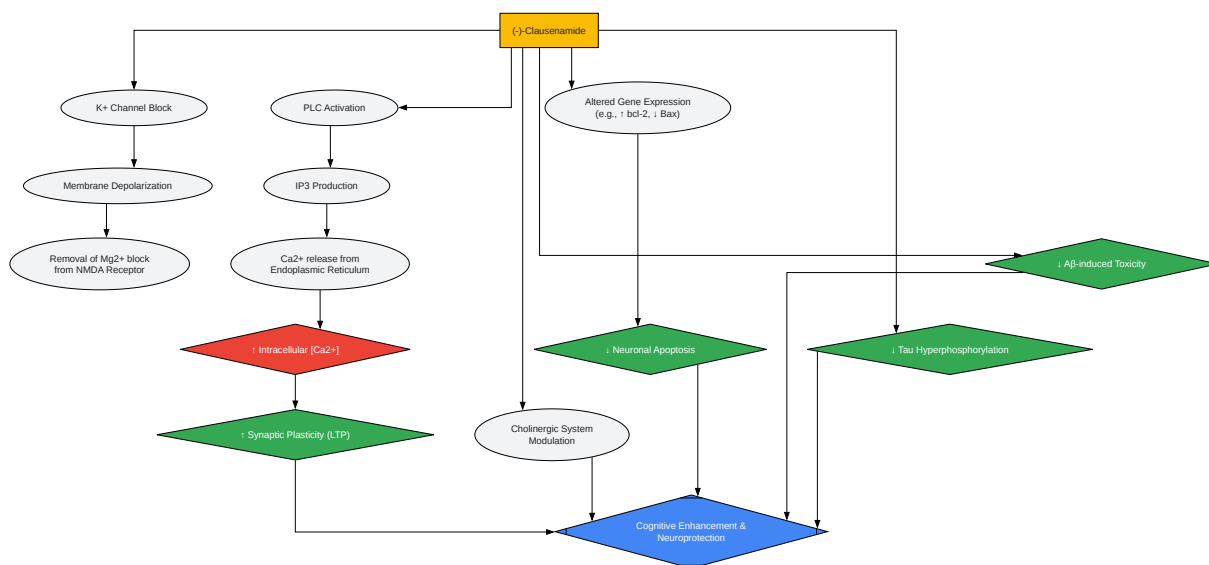 (-)-Clausenamide
K+ Channel Block
PLC Activation
Altered Gene Expression
(e.g., ↑ bcl-2, ↓ Bax)
Membrane Depolarization
IP3 Production
Removal of Mg2+ block
from NMDA Receptor
Ca2+ release from
Endoplasmic Reticulum
↓ Aβ-induced Toxicity
↑ Intracellular [Ca2+]
↓ Neuronal Apoptosis
↓ Tau Hyperphosphorylation
↑ Synaptic Plasticity (LTP)
Cholinergic System
Modulation
Cognitive Enhancement &
Neuroprotection